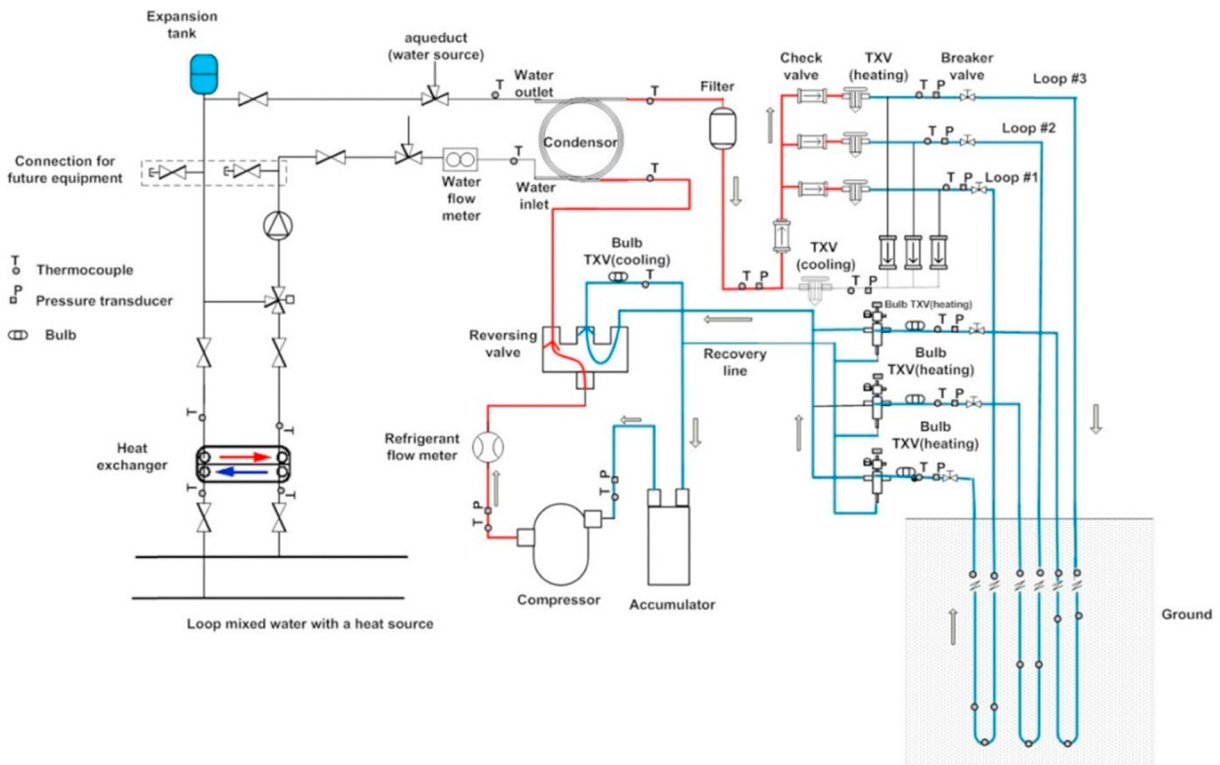 Expansion
tank
aqueduct
(water source)
T
Water
outlet
T
Condensor
Filter
Check
valve
TXV
(heating)
Breaker
valve
T P
Loop #3
T P
Loop #2
T P
Loop #1
Connection for
future equipment
Water
flow
meter
T
Water
inlet
T
T
Thermocouple
P
Pressure transducer
Bulb
Bulb
TXV(cooling)
T
T P
TXV
(cooling)
T P
Reversing
valve
Recovery
line
Bulb TXV(heating)
T P
Bulb
TXV(heating)
T P
Bulb
TXV(heating)
T P
T
T
Heat
exchanger
T
T
Refrigerant
flow meter
T P
T P
Compressor
Accumulator
Loop mixed water with a heat source
Ground